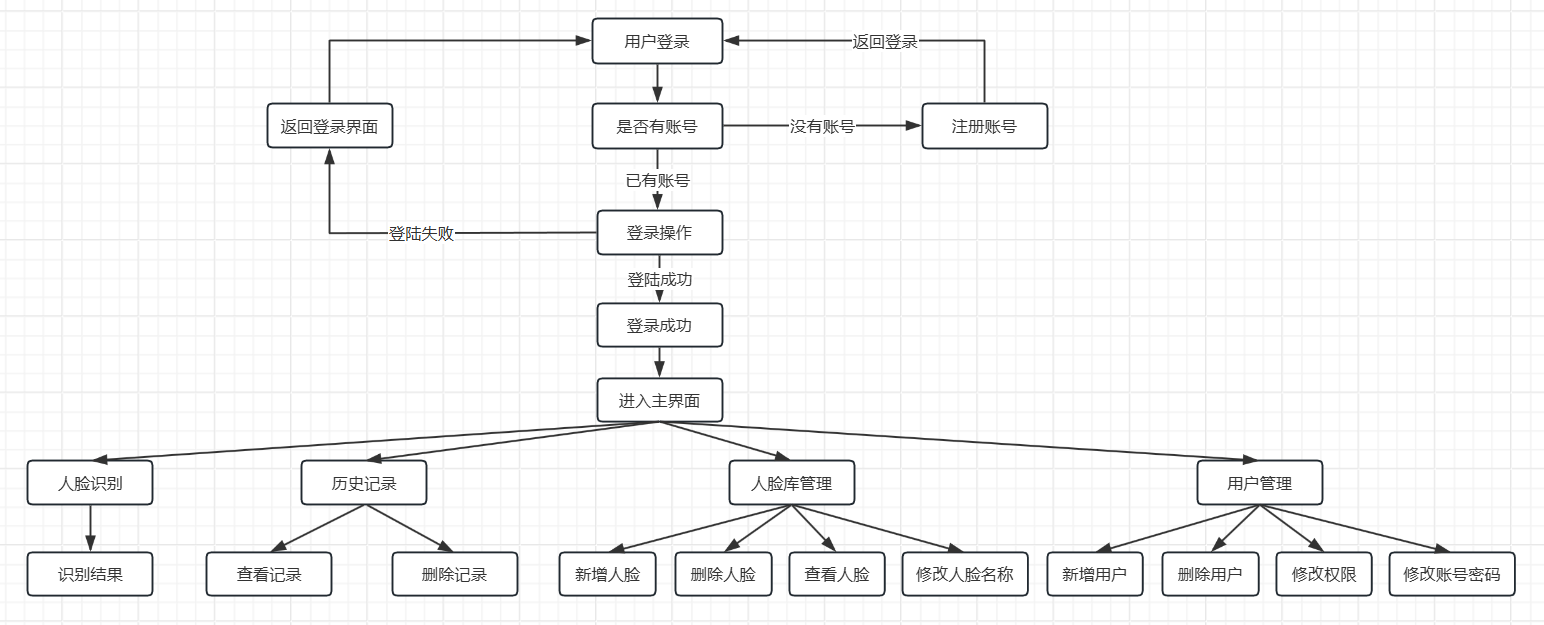 用户登录
返回登录
返回登录界面
是否有账号
没有账号
注册账号
已有账号
登陆失败
登录操作
登陆成功
登录成功
进入主界面
人脸识别
历史记录
人脸库管理
用户管理
识别结果
查看记录
删除记录
新增人脸
删除人脸
查看人脸
修改人脸名称
新增用户
删除用户
修改权限
修改账号密码